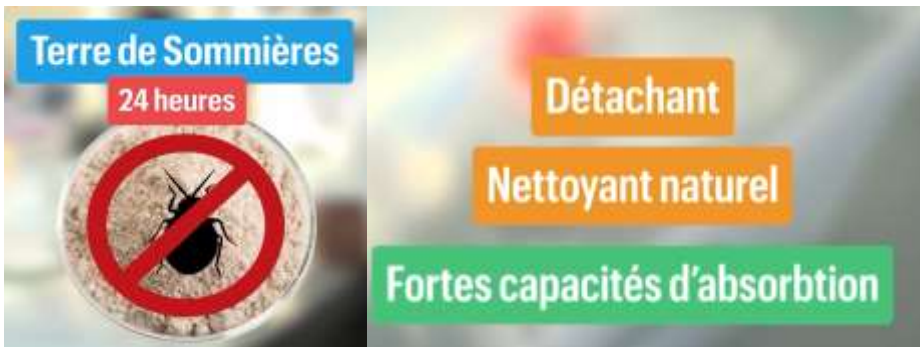 Terre de Sommières
24 heures
Détachant
Nettoyant naturel
Fortes capacités d'absorbtion